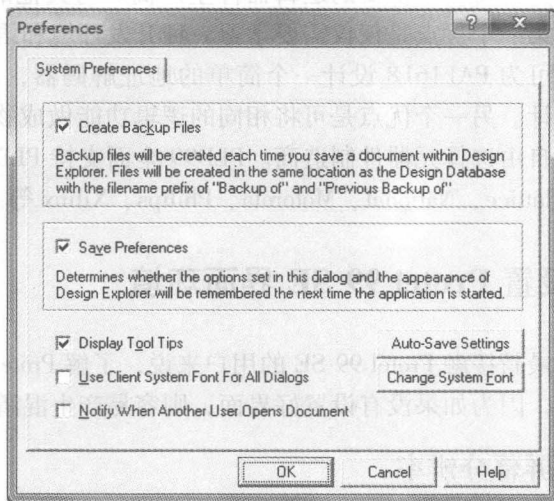 Preferences
System Preferences
Create Backup Files
Backup files will be created each time you save a document within Design
Explorer. Files will be created in the same location as the Design Database
with the filename prefix of "Backup of" and "Previous Backup of"
Save Preferences
Determines whether the options set in this dialog and the appearance of
Design Explorer will be remembered the next time the application is started.
Display Tool Tips
Auto-Save Settings
Use Client System Font For All Dialogs
Change System Font
Notify When Another User Opens Document
OK
Cancel
Help